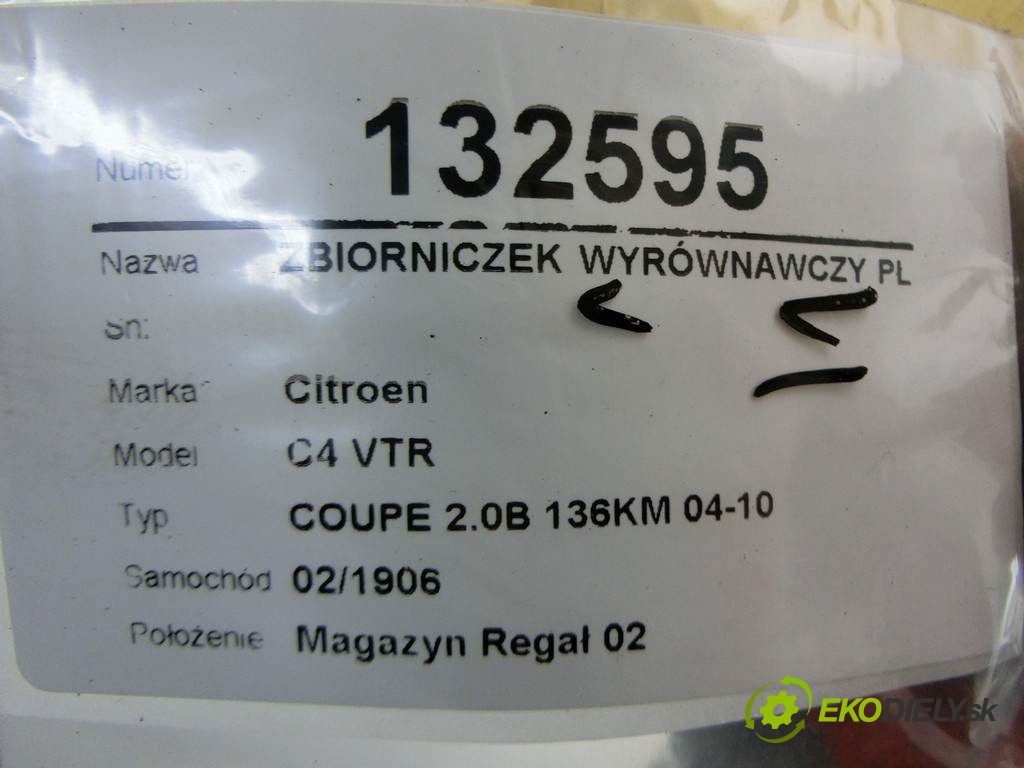 Numer 132595
Nazwa ZBIORNICZEK WYRÓWNAWCZY PL
Sn:
Marka Citroen
Model C4 VTR
Typ COUPE 2.0B 136KM 04-10
Samochód 02/1906
Położenie Magazyn Regał 02
EKODIELY.sk